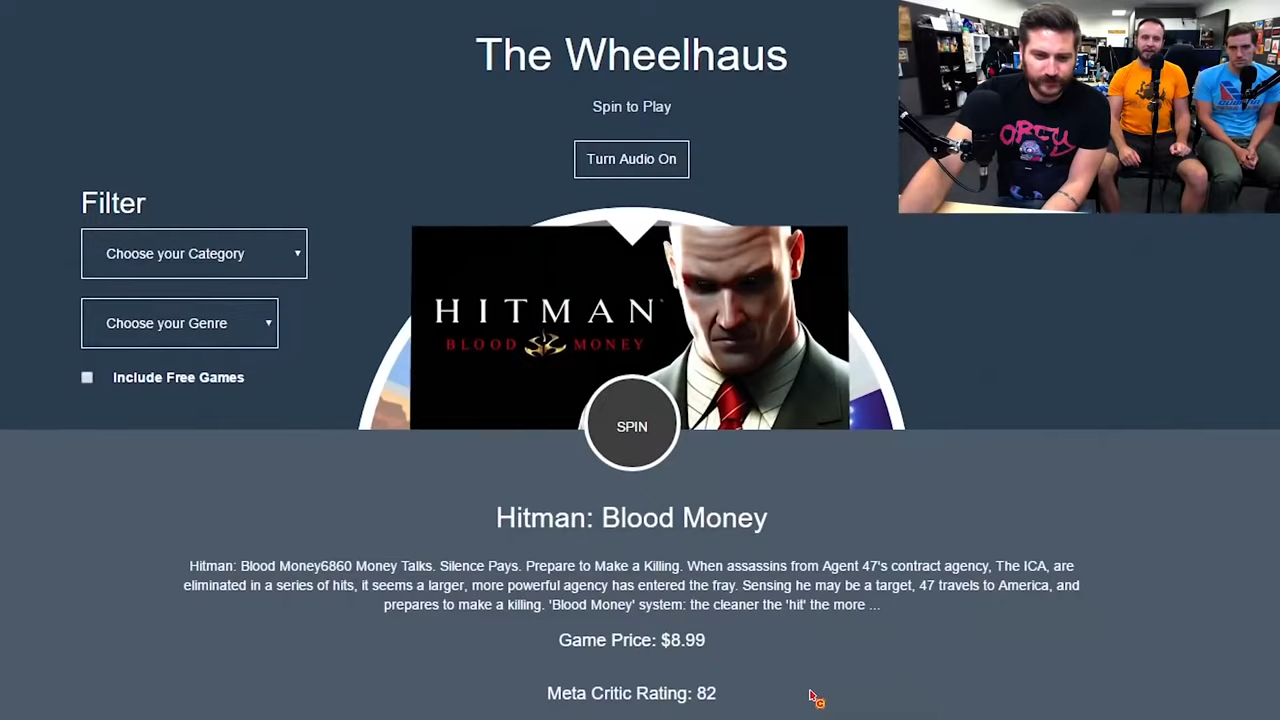 The Wheelhaus
Spin to Play
Turn Audio On
Filter
Choose your Category
Choose your Genre
Include Free Games
HITMAN
BLOOD MONEY
SPIN
Hitman: Blood Money
Hitman: Blood Money6860 Money Talks. Silence Pays. Prepare to Make a Killing. When assassins from Agent 47's contract agency, The ICA, are
eliminated in a series of hits, it seems a larger, more powerful agency has entered the fray. Sensing he may be a target, 47 travels to America, and
prepares to make a killing. 'Blood Money' system: the cleaner the 'hit' the more ...
Game Price: $8.99
Meta Critic Rating: 82